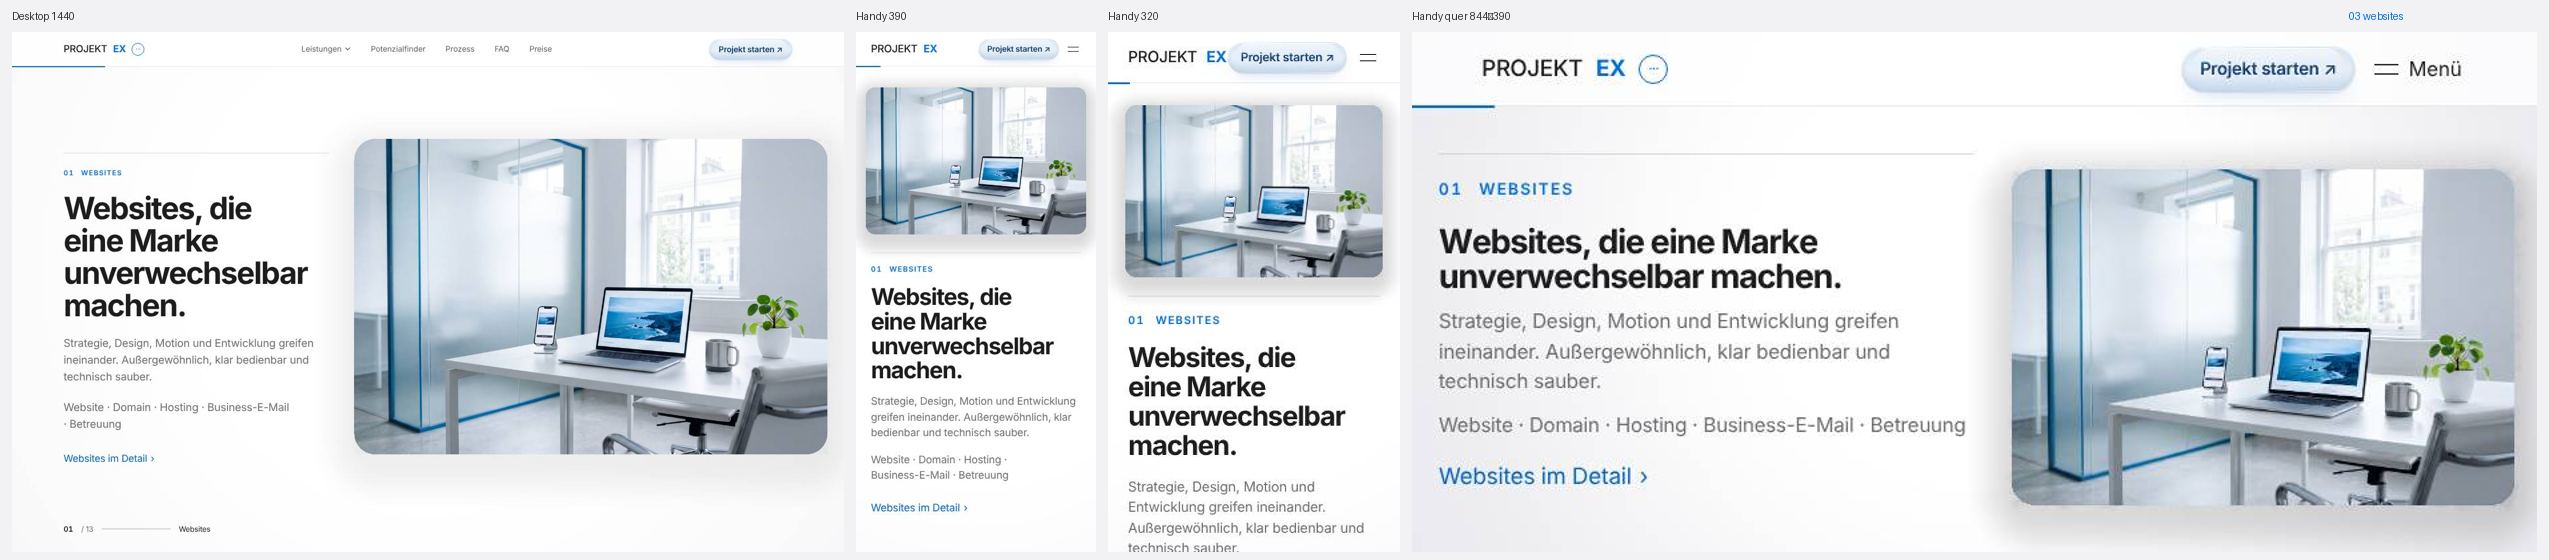 Desktop 1440
PROJEKT EX
Leistungen
Potenzialfinder
Prozess
FAQ
Preise
Projekt starten ↗
01 WEBSITES
Websites, die
eine Marke
unverwechselbar
machen.
Strategie, Design, Motion und Entwicklung greifen
ineinander. Außergewöhnlich, klar bedienbar und
technisch sauber.
Website · Domain · Hosting · Business-E-Mail
· Betreuung
Websites im Detail ›
01 / 13
Websites
Handy 390
PROJEKT EX
Projekt starten ↗
01 WEBSITES
Websites, die
eine Marke
unverwechselbar
machen.
Strategie, Design, Motion und Entwicklung
greifen ineinander. Außergewöhnlich, klar
bedienbar und technisch sauber.
Website · Domain · Hosting ·
Business-E-Mail · Betreuung
Websites im Detail ›
Handy 320
PROJEKT EX
Projekt starten ↗
01 WEBSITES
Websites, die
eine Marke
unverwechselbar
machen.
Strategie, Design, Motion und
Entwicklung greifen ineinander.
Außergewöhnlich, klar bedienbar und
technisch sauber.
Handy quer 844 390
03 websites
PROJEKT EX
Projekt starten ↗
Menü
01 WEBSITES
Websites, die eine Marke
unverwechselbar machen.
Strategie, Design, Motion und Entwicklung greifen
ineinander. Außergewöhnlich, klar bedienbar und
technisch sauber.
Website · Domain · Hosting · Business-E-Mail · Betreuung
Websites im Detail ›